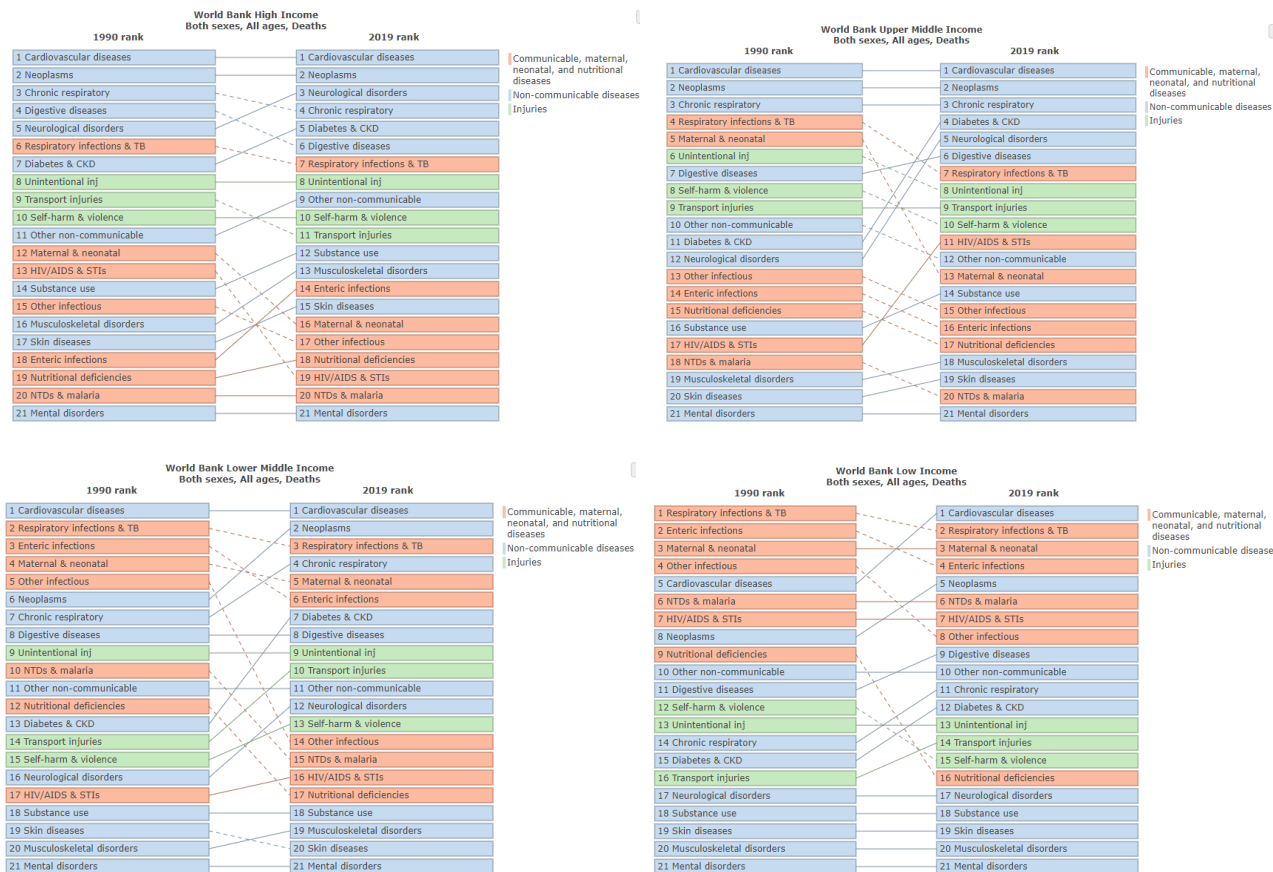 World Bank High Income
Both sexes, All ages, Deaths
1990 rank
2019 rank
1 Cardiovascular diseases
2 Neoplasms
3 Chronic respiratory
4 Digestive diseases
5 Neurological disorders
6 Respiratory infections & TB
7 Diabetes & CKD
8 Unintentional inj
9 Transport injuries
10 Self-harm & violence
11 Other non-communicable
12 Maternal & neonatal
13 HIV/AIDS & STIs
14 Substance use
15 Other infectious
16 Musculoskeletal disorders
17 Skin diseases
18 Enteric infections
19 Nutritional deficiencies
20 NTDs & malaria
21 Mental disorders
1 Cardiovascular diseases
2 Neoplasms
3 Neurological disorders
4 Chronic respiratory
5 Diabetes & CKD
6 Digestive diseases
7 Respiratory infections & TB
8 Unintentional inj
9 Other non-communicable
10 Self-harm & violence
11 Transport injuries
12 Substance use
13 Musculoskeletal disorders
14 Enteric infections
15 Skin diseases
16 Maternal & neonatal
17 Other infectious
18 Nutritional deficiencies
19 HIV/AIDS & STIs
20 NTDs & malaria
21 Mental disorders
Communicable, maternal,
neonatal, and nutritional
diseases
Non-communicable diseases
Injuries
World Bank Upper Middle Income
Both sexes, All ages, Deaths
1990 rank
2019 rank
1 Cardiovascular diseases
2 Neoplasms
3 Chronic respiratory
4 Respiratory infections & TB
5 Maternal & neonatal
6 Unintentional inj
7 Digestive diseases
8 Self-harm & violence
9 Transport injuries
10 Other non-communicable
11 Diabetes & CKD
12 Neurological disorders
13 Other infectious
14 Enteric infections
15 Nutritional deficiencies
16 Substance use
17 HIV/AIDS & STIs
18 NTDs & malaria
19 Musculoskeletal disorders
20 Skin diseases
21 Mental disorders
1 Cardiovascular diseases
2 Neoplasms
3 Chronic respiratory
4 Diabetes & CKD
5 Neurological disorders
6 Digestive diseases
7 Respiratory infections & TB
8 Unintentional inj
9 Transport injuries
10 Self-harm & violence
11 HIV/AIDS & STIs
12 Other non-communicable
13 Maternal & neonatal
14 Substance use
15 Other infectious
16 Enteric infections
17 Nutritional deficiencies
18 Musculoskeletal disorders
19 Skin diseases
20 NTDs & malaria
21 Mental disorders
Communicable, maternal,
neonatal, and nutritional
diseases
Non-communicable diseases
Injuries
World Bank Lower Middle Income
Both sexes, All ages, Deaths
1990 rank
2019 rank
1 Cardiovascular diseases
2 Respiratory infections & TB
3 Enteric infections
4 Maternal & neonatal
5 Other infectious
6 Neoplasms
7 Chronic respiratory
8 Digestive diseases
9 Unintentional inj
10 NTDs & malaria
11 Other non-communicable
12 Nutritional deficiencies
13 Diabetes & CKD
14 Transport injuries
15 Self-harm & violence
16 Neurological disorders
17 HIV/AIDS & STIs
18 Substance use
19 Skin diseases
20 Musculoskeletal disorders
21 Mental disorders
1 Cardiovascular diseases
2 Neoplasms
3 Respiratory infections & TB
4 Chronic respiratory
5 Maternal & neonatal
6 Enteric infections
7 Diabetes & CKD
8 Digestive diseases
9 Unintentional inj
10 Transport injuries
11 Other non-communicable
12 Neurological disorders
13 Self-harm & violence
14 Other infectious
15 NTDs & malaria
16 HIV/AIDS & STIs
17 Nutritional deficiencies
18 Substance use
19 Musculoskeletal disorders
20 Skin diseases
21 Mental disorders
Communicable, maternal,
neonatal, and nutritional
diseases
Non-communicable diseases
Injuries
World Bank Low Income
Both sexes, All ages, Deaths
1990 rank
2019 rank
1 Respiratory infections & TB
2 Enteric infections
3 Maternal & neonatal
4 Other infectious
5 Cardiovascular diseases
6 NTDs & malaria
7 HIV/AIDS & STIs
8 Neoplasms
9 Nutritional deficiencies
10 Other non-communicable
11 Digestive diseases
12 Self-harm & violence
13 Unintentional inj
14 Chronic respiratory
15 Diabetes & CKD
16 Transport injuries
17 Neurological disorders
18 Substance use
19 Skin diseases
20 Musculoskeletal disorders
21 Mental disorders
1 Cardiovascular diseases
2 Respiratory infections & TB
3 Maternal & neonatal
4 Enteric infections
5 Neoplasms
6 NTDs & malaria
7 HIV/AIDS & STIs
8 Other infectious
9 Digestive diseases
10 Other non-communicable
11 Chronic respiratory
12 Diabetes & CKD
13 Unintentional inj
14 Transport injuries
15 Self-harm & violence
16 Nutritional deficiencies
17 Neurological disorders
18 Substance use
19 Skin diseases
20 Musculoskeletal disorders
21 Mental disorders
Communicable, maternal,
neonatal, and nutritional
diseases
Non-communicable disease
Injuries